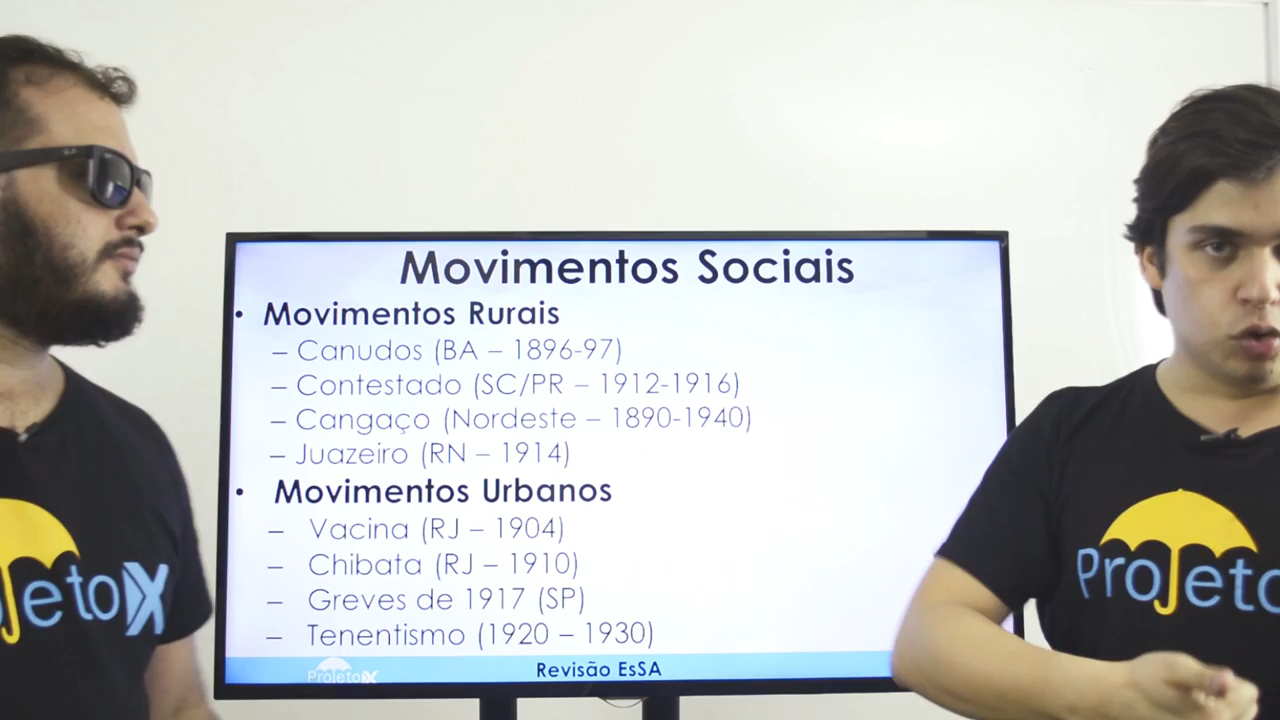 Movimentos Sociais
• Movimentos Rurais
– Canudos (BA – 1896-97)
– Contestado (SC/PR – 1912-1916)
– Cangaço (Nordeste – 1890-1940)
– Juazeiro (RN – 1914)
• Movimentos Urbanos
– Vacina (RJ – 1904)
– Chibata (RJ – 1910)
– Greves de 1917 (SP)
– Tenentismo (1920 – 1930)
ProjetoX
Revisão EsSA
ojetoX
Projeto